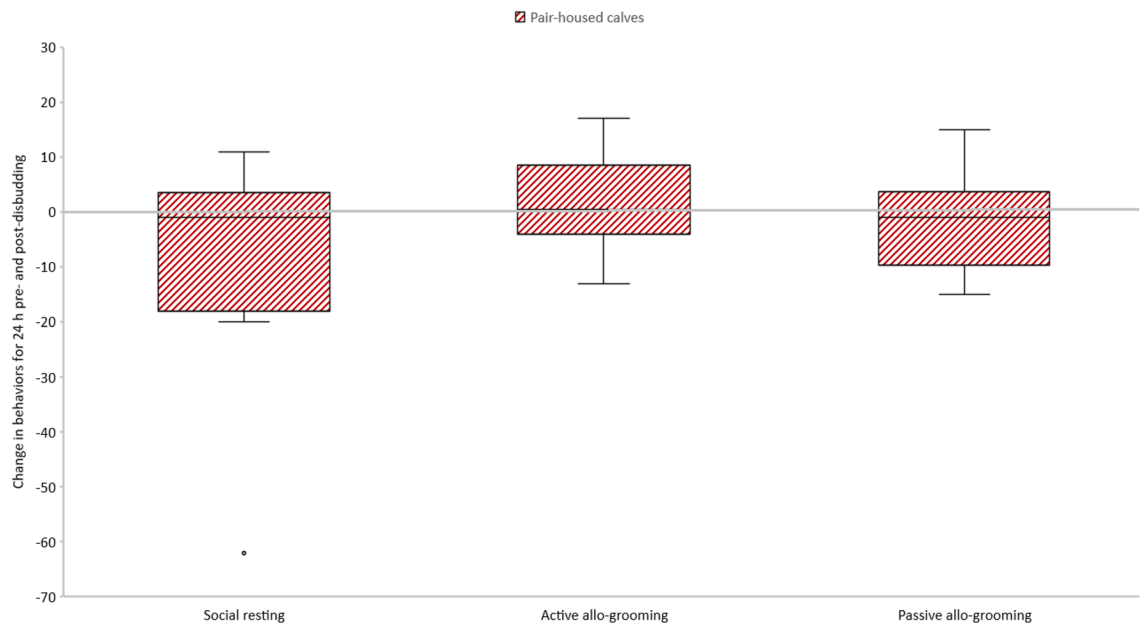 Pair-housed calves
30
20
10
0
-10
-20
-30
-40
-50
-60
-70
Change in behaviors for 24 h pre- and post-disbudding
Social resting
Active allo-grooming
Passive allo-grooming